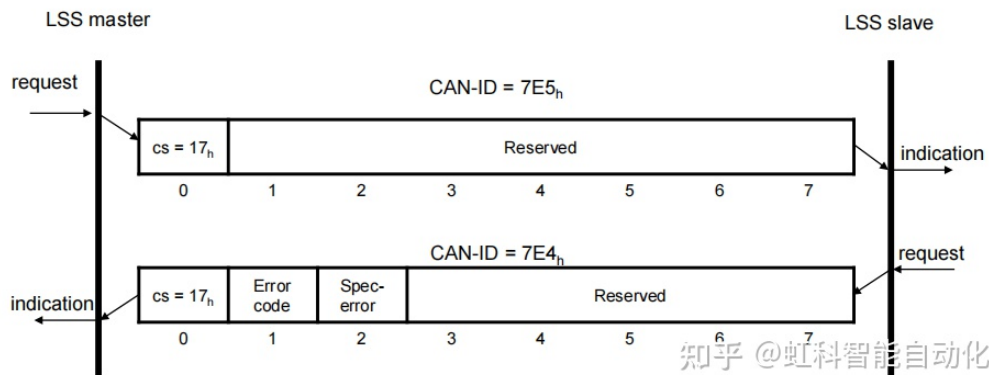 LSS master
LSS slave
request
CAN-ID = 7E5h
cs = 17h
Reserved
indication
0 1 2 3 4 5 6 7
CAN-ID = 7E4h
request
indication
cs = 17h
Error
code
Spec-
error
Reserved
0 1 2 3 4 5 6 7
知乎 @虹科智能自动化